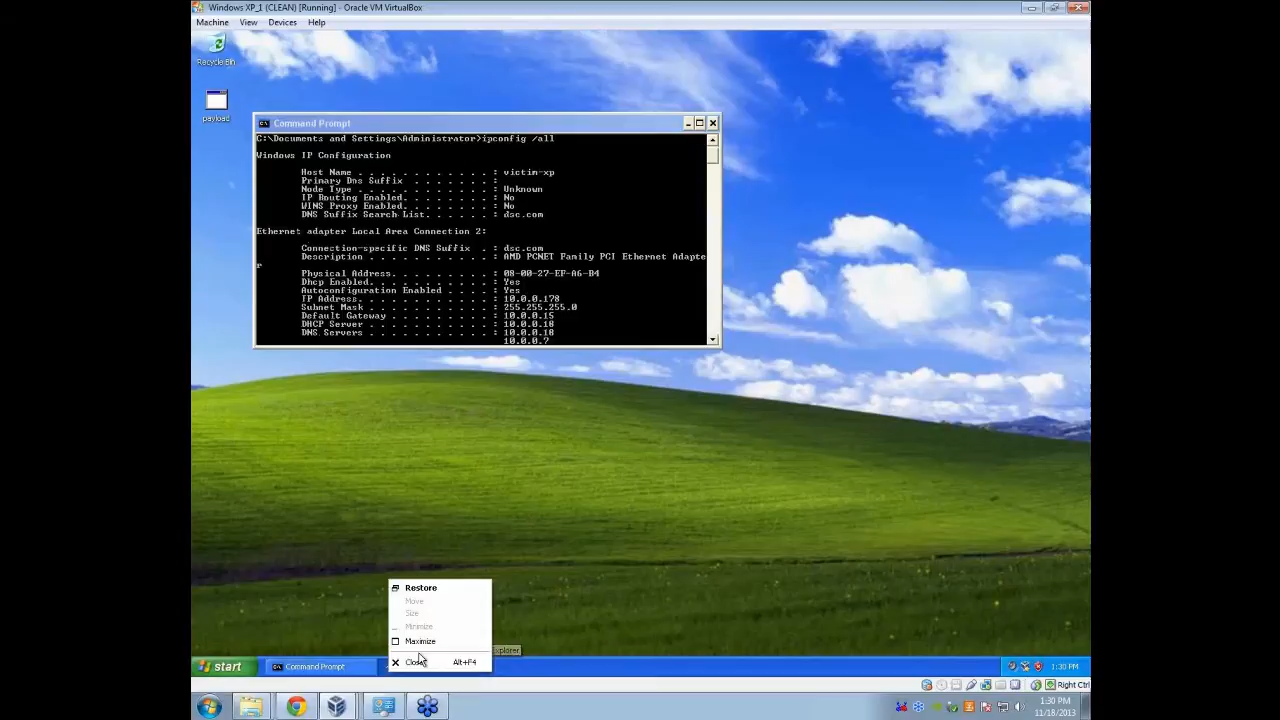 Windows XP_1 (CLEAN) [Running] - Oracle VM VirtualBox
Machine View Devices Help
Recycle Bin
payload
Command Prompt
C:\Documents and Settings\Administrator>ipconfig /all
Windows IP Configuration
Host Name . . . . . . . . . . . . : victim-xp
Primary Dns Suffix . . . . . . . :
Node Type . . . . . . . . . . . . : Unknown
IP Routing Enabled. . . . . . . . : No
WINS Proxy Enabled. . . . . . . . : No
DNS Suffix Search List. . . . . . : dsc.com
Ethernet adapter Local Area Connection 2:
Connection-specific DNS Suffix . : dsc.com
Description . . . . . . . . . . . : AMD PCNET Family PCI Ethernet Adapte
r
Physical Address. . . . . . . . . : 08-00-27-EF-A6-B4
Dhcp Enabled. . . . . . . . . . . : Yes
Autoconfiguration Enabled . . . . : Yes
IP Address. . . . . . . . . . . . : 10.0.0.178
Subnet Mask . . . . . . . . . . . : 255.255.255.0
Default Gateway . . . . . . . . . : 10.0.0.15
DHCP Server . . . . . . . . . . . : 10.0.0.18
DNS Servers . . . . . . . . . . . : 10.0.0.18
10.0.0.7
Restore
Move
Size
Minimize
Maximize
Close Alt+F4
Explorer
start
Command Prompt
1:30 PM
Right Ctrl
1:30 PM
11/18/2013